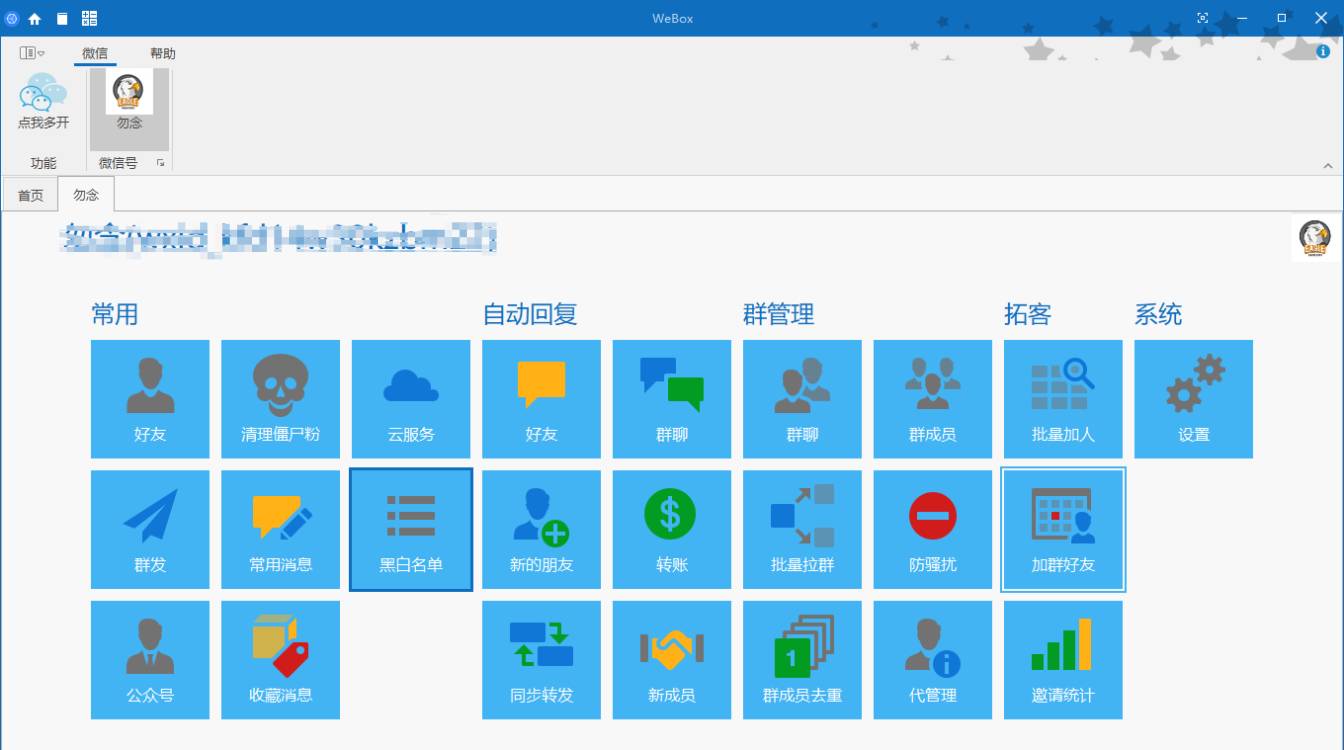 WeBox
微信 帮助
EAGLE
点我多开 勿念
功能 微信号
首页 勿念
EAGLE
常用 自动回复 群管理 拓客 系统
好友 清理僵尸粉 云服务 好友 群聊 群聊 群成员 批量加人 设置
群发 常用消息 黑白名单 新的朋友 转账 批量拉群 防骚扰 加群好友
1
公众号 收藏消息 同步转发 新成员 群成员去重 代管理 邀请统计